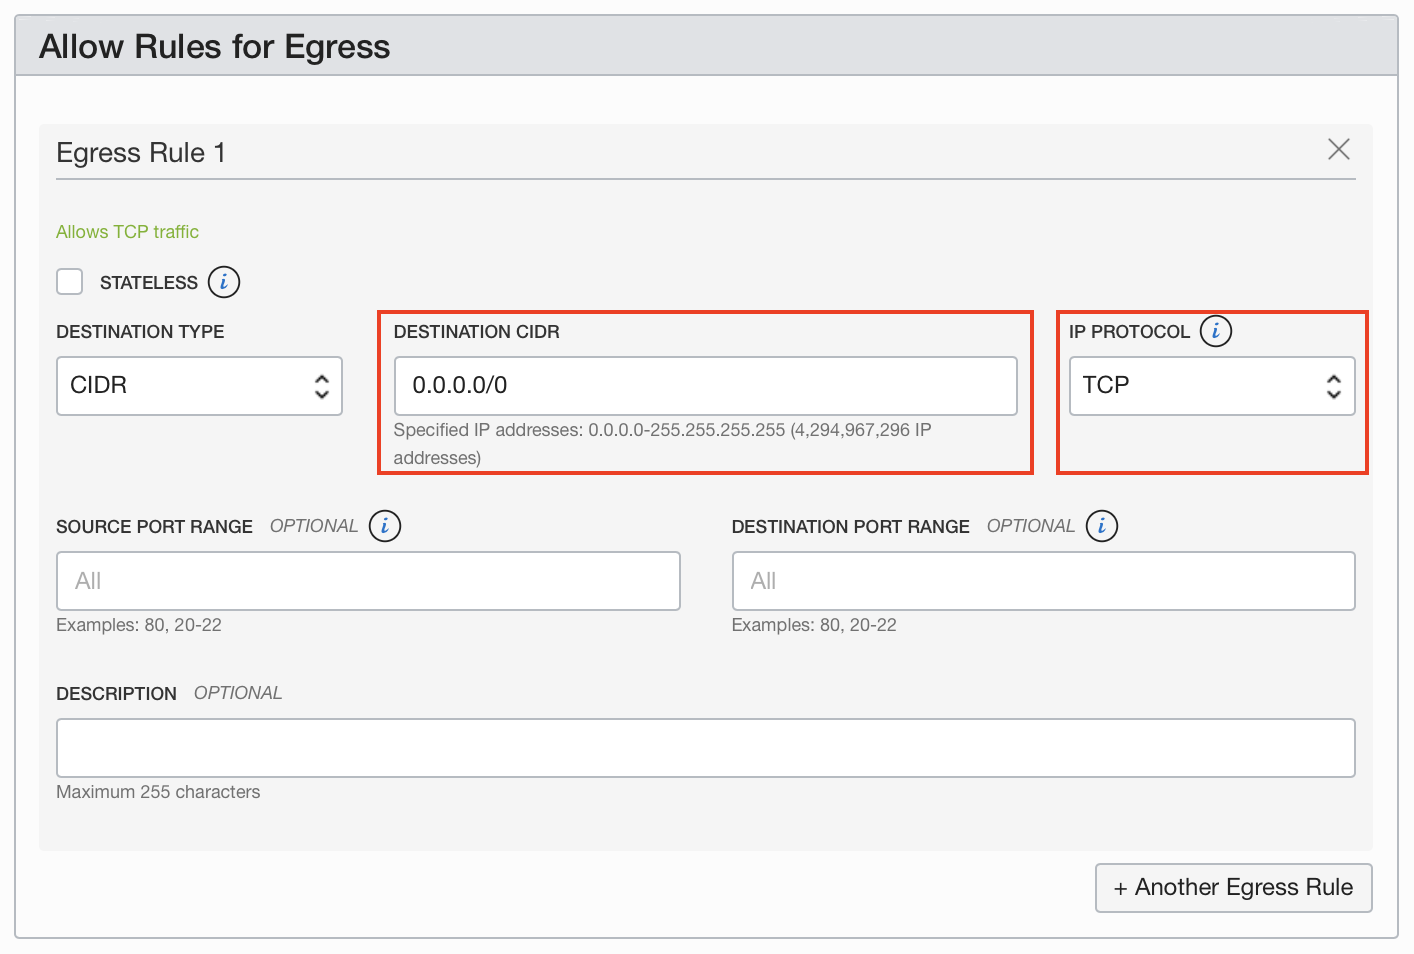 Allow Rules for Egress
Egress Rule 1
Allows TCP traffic
STATELESS i
DESTINATION TYPE
DESTINATION CIDR
IP PROTOCOL i
CIDR
0.0.0.0/0
TCP
Specified IP addresses: 0.0.0.0-255.255.255.255 (4,294,967,296 IP
addresses)
SOURCE PORT RANGE OPTIONAL i
DESTINATION PORT RANGE OPTIONAL i
All
All
Examples: 80, 20-22
Examples: 80, 20-22
DESCRIPTION OPTIONAL
Maximum 255 characters
+ Another Egress Rule